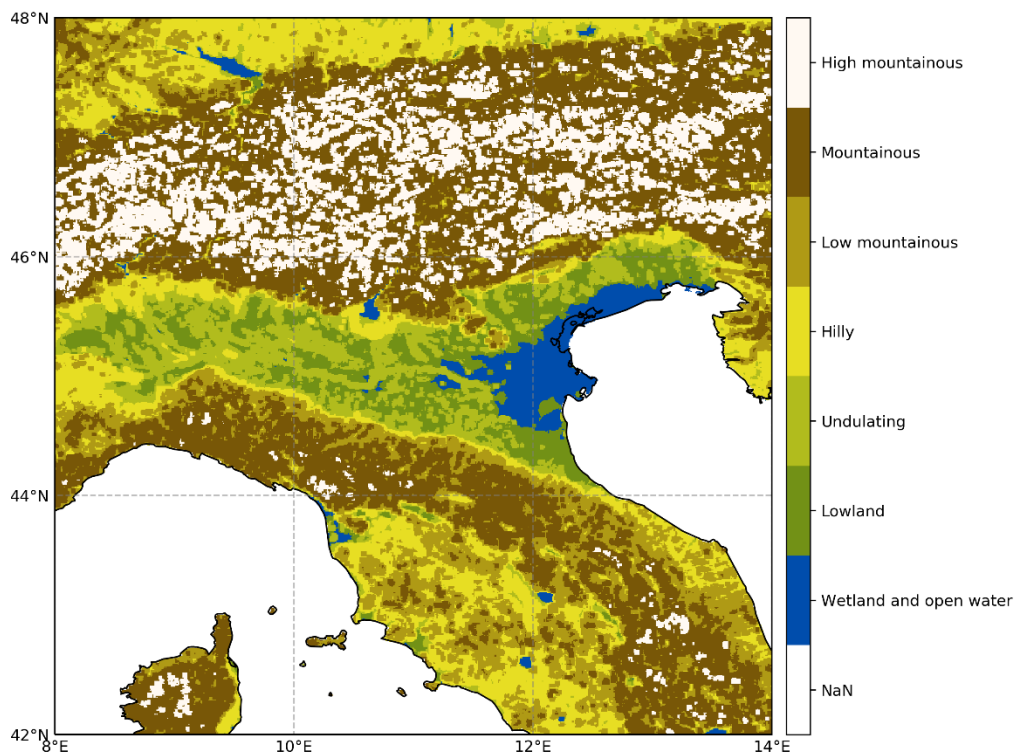 48°N
46°N
44°N
42°N
8°E
10°E
12°E
14°E
High mountainous
Mountainous
Low mountainous
Hilly
Undulating
Lowland
Wetland and open water
NaN